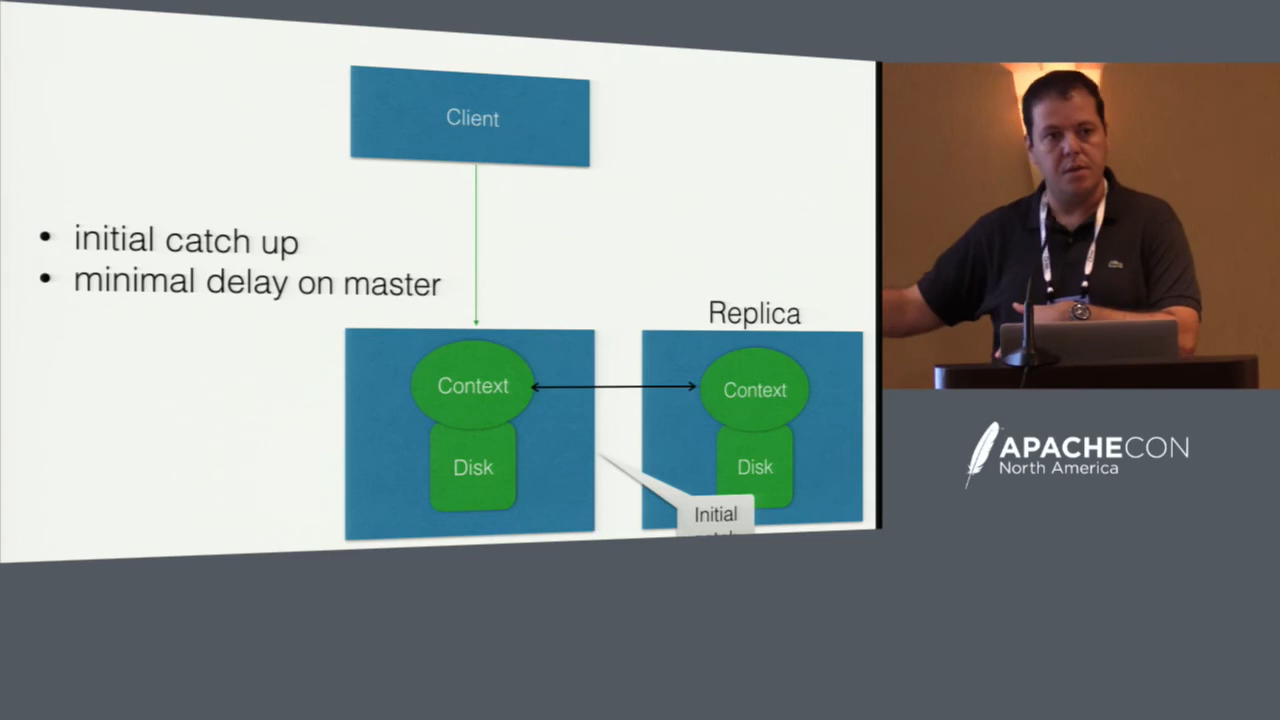 Client
• initial catch up
• minimal delay on master
Replica
Context
Context
Disk
Disk
Initial
APACHECON
North America